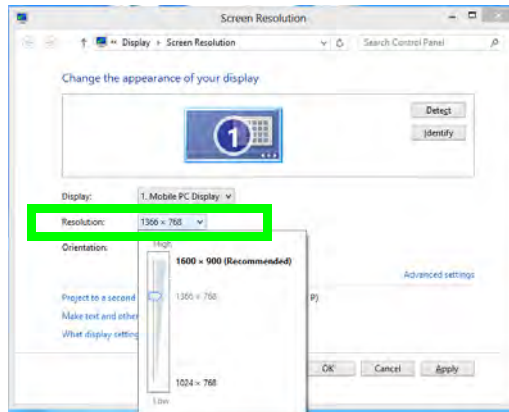 Screen Resolution
Display ▸ Screen Resolution
Search Control Panel
Change the appearance of your display
1
Detect
Identify
Display: 1. Mobile PC Display
Resolution: 1366 × 768
Orientation: High
1600 × 900 (Recommended)
Advanced settings
Project to a second 1366 × 768 P)
Make text and other
What display setting
OK Cancel Apply
1024 × 768
Low